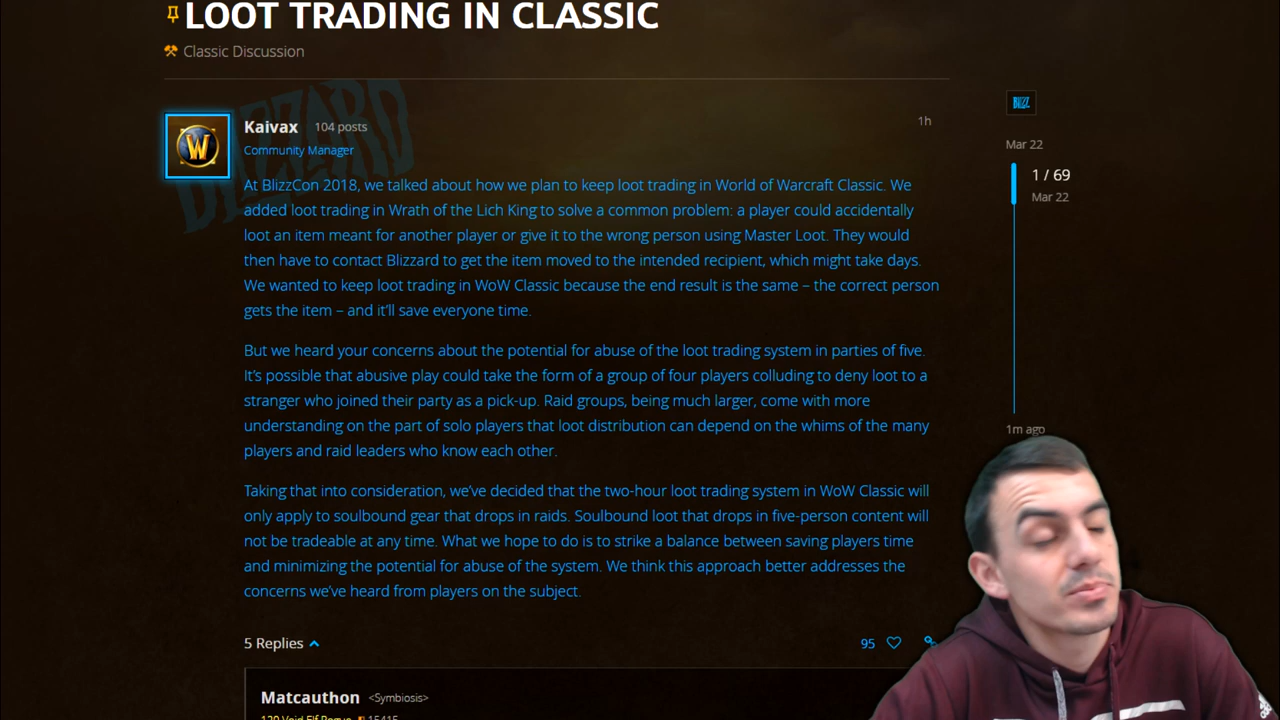 LOOT TRADING IN CLASSIC
Classic Discussion
BLIZZARD
Kaivax 104 posts 1h
Community Manager
At BlizzCon 2018, we talked about how we plan to keep loot trading in World of Warcraft Classic. We
added loot trading in Wrath of the Lich King to solve a common problem: a player could accidentally
loot an item meant for another player or give it to the wrong person using Master Loot. They would
then have to contact Blizzard to get the item moved to the intended recipient, which might take days.
We wanted to keep loot trading in WoW Classic because the end result is the same – the correct person
gets the item – and it’ll save everyone time.
But we heard your concerns about the potential for abuse of the loot trading system in parties of five.
It’s possible that abusive play could take the form of a group of four players colluding to deny loot to a
stranger who joined their party as a pick-up. Raid groups, being much larger, come with more
understanding on the part of solo players that loot distribution can depend on the whims of the many
players and raid leaders who know each other.
Taking that into consideration, we’ve decided that the two-hour loot trading system in WoW Classic will
only apply to soulbound gear that drops in raids. Soulbound loot that drops in five-person content will
not be tradeable at any time. What we hope to do is to strike a balance between saving players time
and minimizing the potential for abuse of the system. We think this approach better addresses the
concerns we’ve heard from players on the subject.
5 Replies 95
Matcauthon <Symbiosis>
120 Void Elf Rogue 15415
BLIZZ
Mar 22
1 / 69
Mar 22
1m ago